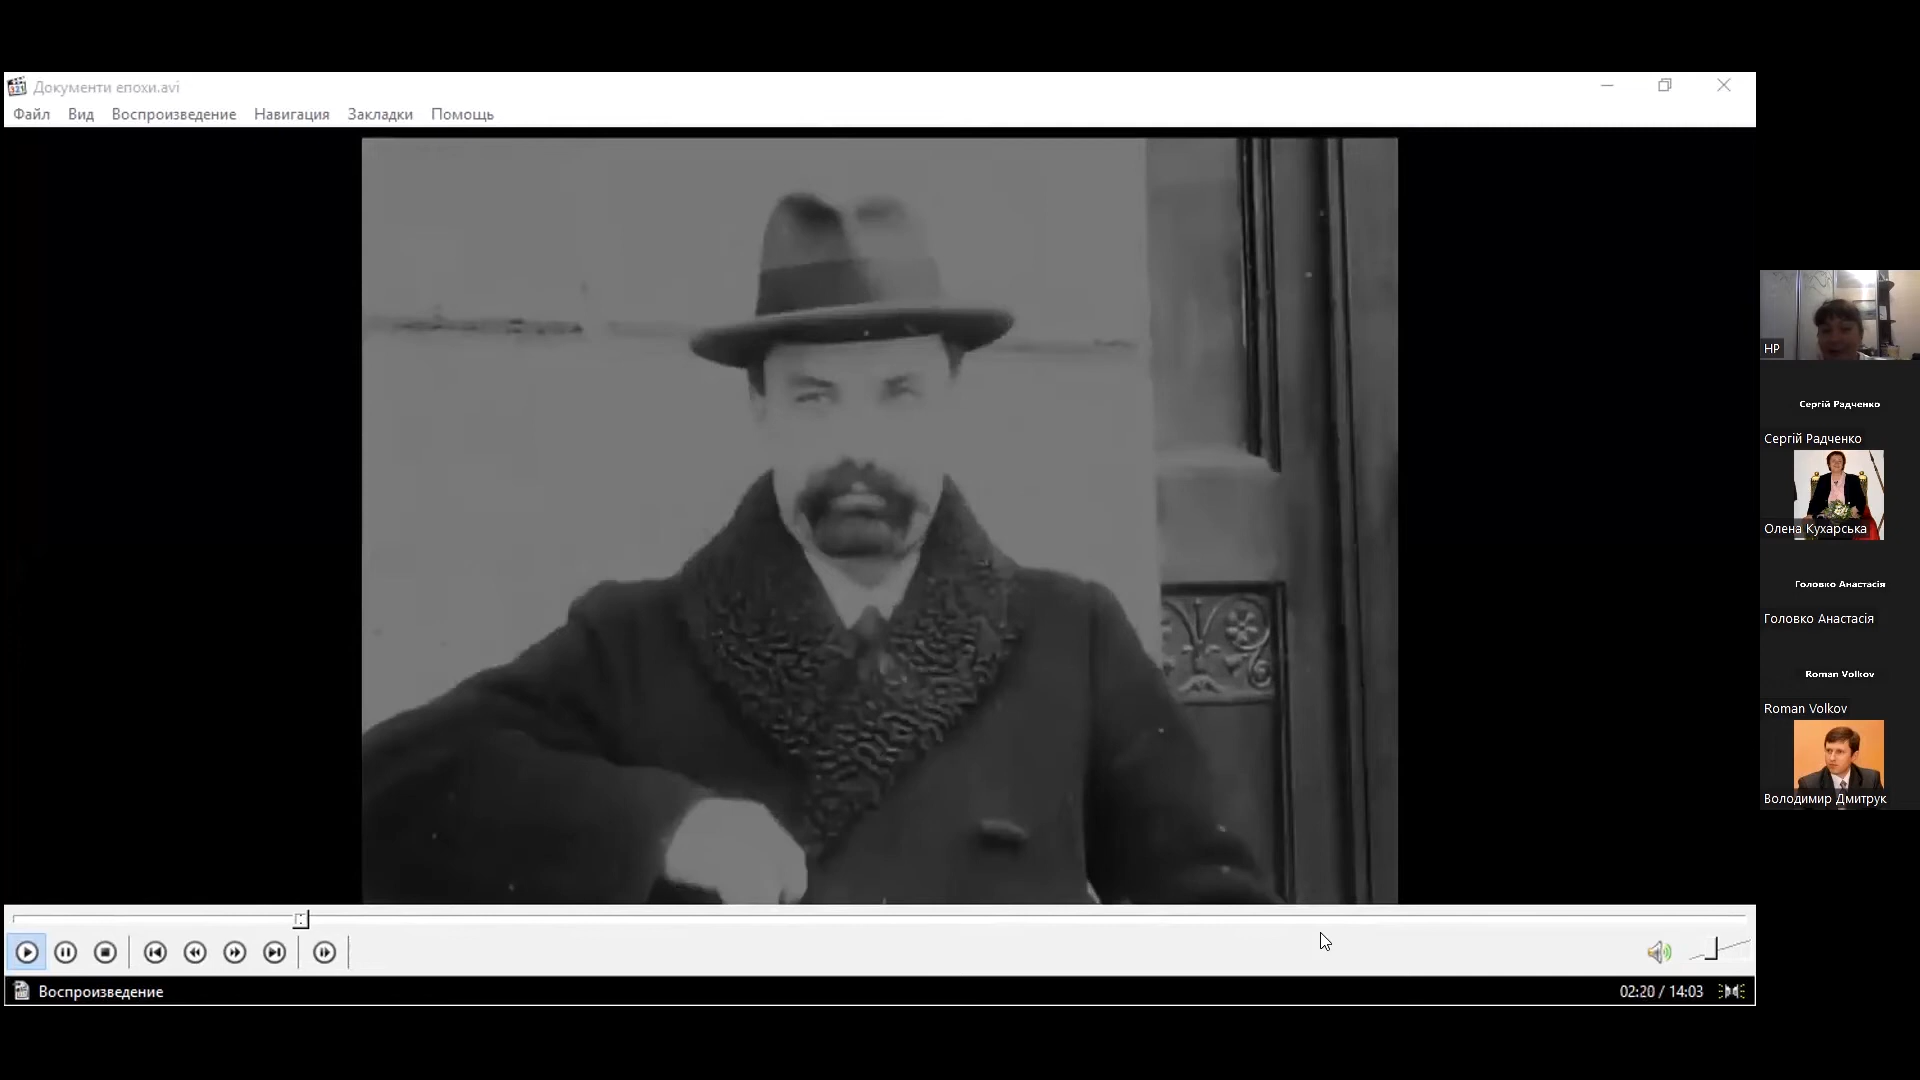 Документи епохи.avi
Файл Вид Воспроизведение Навигация Закладки Помощь
HP
Сергій Радченко
Сергій Радченко
Олена Кухарська
Головко Анастасія
Головко Анастасія
Roman Volkov
Roman Volkov
Володимир Дмитрук
Воспроизведение
02:20 / 14:03